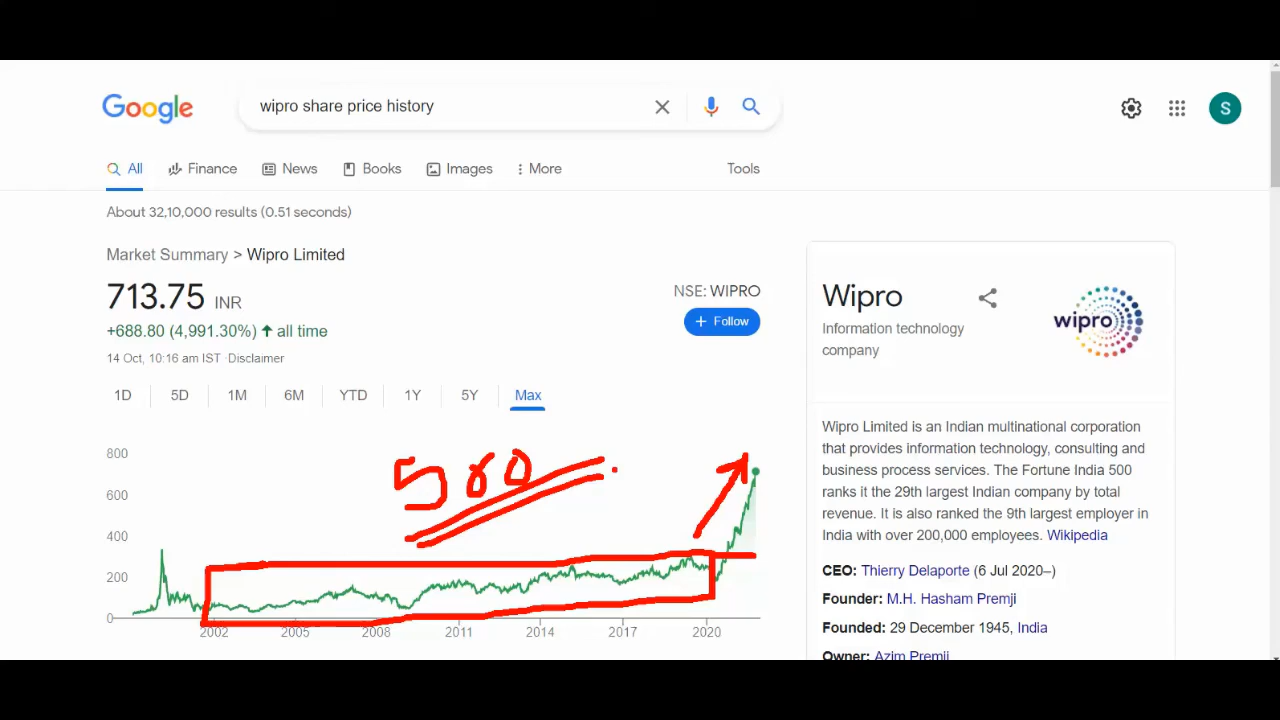 Google
wipro share price history
S
All Finance News Books Images More Tools
About 32,10,000 results (0.51 seconds)
Market Summary > Wipro Limited
713.75 INR
NSE: WIPRO
+ Follow
+688.80 (4,991.30%) ↑ all time
14 Oct, 10:16 am IST · Disclaimer
1D 5D 1M 6M YTD 1Y 5Y Max
800
600
400
200
0
2002 2005 2008 2011 2014 2017 2020
500
Wipro
Information technology
company
wipro
Wipro Limited is an Indian multinational corporation
that provides information technology, consulting and
business process services. The Fortune India 500
ranks it the 29th largest Indian company by total
revenue. It is also ranked the 9th largest employer in
India with over 200,000 employees. Wikipedia
CEO: Thierry Delaporte (6 Jul 2020–)
Founder: M.H. Hasham Premji
Founded: 29 December 1945, India
Owner: Azim Premji